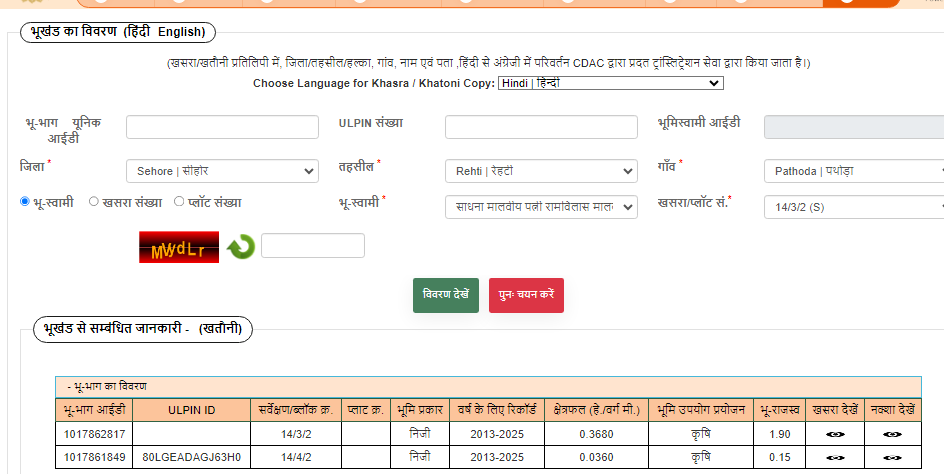 भूखंड का विवरण (हिंदी English)
(खसरा/खतौनी प्रतिलिपी में, जिला/तहसील/हल्का, गांव, नाम एवं पता ,हिंदी से अंग्रेजी में परिवर्तन CDAC द्वारा प्रदत ट्रांस्लिट्रेशन सेवा द्वारा किया जाता है।)
Choose Language for Khasra / Khatoni Copy: Hindi | हिन्दी
भू-भाग यूनिक आईडी
ULPIN संख्या
भूमिस्वामी आईडी
जिला * Sehore | सीहोर
तहसील * Rehti | रेहटी
गाँव * Pathoda | पथोड़ा
भू-स्वामी खसरा संख्या प्लॉट संख्या
भू-स्वामी * साधना मालवीय पत्नी रामविलास माल
खसरा/प्लॉट सं.* 14/3/2 (S)
MWdLr
विवरण देखें पुनः चयन करें
भूखंड से सम्बंधित जानकारी - (खतौनी)
- भू-भाग का विवरण
भू-भाग आईडी ULPIN ID सर्वेक्षण/ब्लॉक क्र. प्लाट क्र. भूमि प्रकार वर्ष के लिए रिकॉर्ड क्षेत्रफल (हे./वर्ग मी.) भूमि उपयोग प्रयोजन भू-राजस्व खसरा देखें नक्शा देखें
1017862817 14/3/2 निजी 2013-2025 0.3680 कृषि 1.90
1017861849 80LGEADAGJ63H0 14/4/2 निजी 2013-2025 0.0360 कृषि 0.15